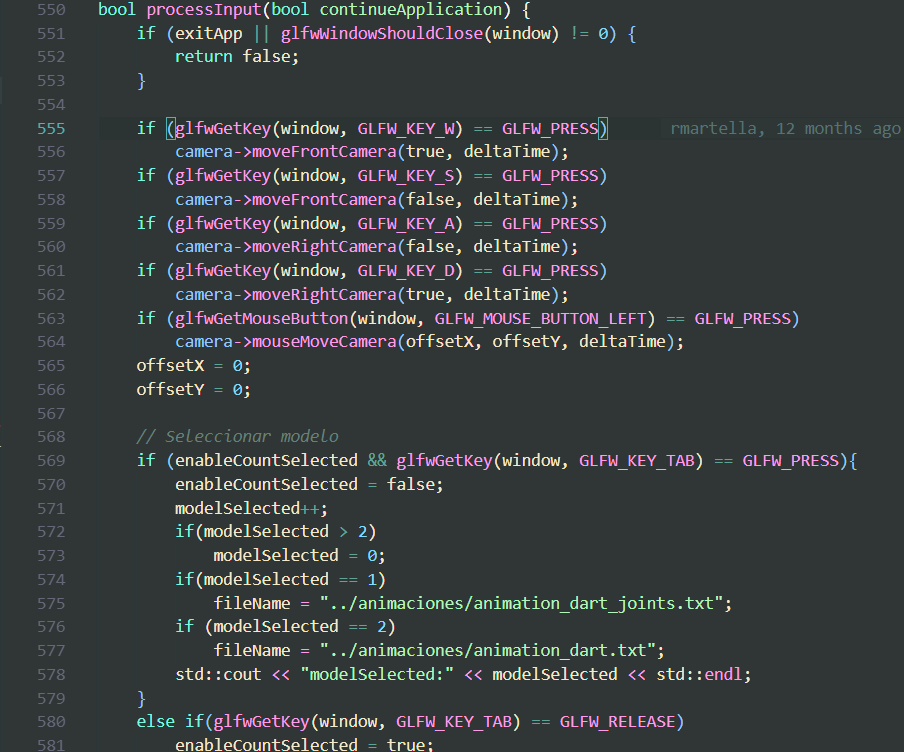 550 bool processInput(bool continueApplication) {
551 if (exitApp || glfwWindowShouldClose(window) != 0) {
552 return false;
553 }
554
555 if (glfwGetKey(window, GLFW_KEY_W) == GLFW_PRESS) rmartella, 12 months ago
556 camera->moveFrontCamera(true, deltaTime);
557 if (glfwGetKey(window, GLFW_KEY_S) == GLFW_PRESS)
558 camera->moveFrontCamera(false, deltaTime);
559 if (glfwGetKey(window, GLFW_KEY_A) == GLFW_PRESS)
560 camera->moveRightCamera(false, deltaTime);
561 if (glfwGetKey(window, GLFW_KEY_D) == GLFW_PRESS)
562 camera->moveRightCamera(true, deltaTime);
563 if (glfwGetMouseButton(window, GLFW_MOUSE_BUTTON_LEFT) == GLFW_PRESS)
564 camera->mouseMoveCamera(offsetX, offsetY, deltaTime);
565 offsetX = 0;
566 offsetY = 0;
567
568 // Seleccionar modelo
569 if (enableCountSelected && glfwGetKey(window, GLFW_KEY_TAB) == GLFW_PRESS){
570 enableCountSelected = false;
571 modelSelected++;
572 if(modelSelected > 2)
573 modelSelected = 0;
574 if(modelSelected == 1)
575 fileName = "../animaciones/animation_dart_joints.txt";
576 if (modelSelected == 2)
577 fileName = "../animaciones/animation_dart.txt";
578 std::cout << "modelSelected:" << modelSelected << std::endl;
579 }
580 else if(glfwGetKey(window, GLFW_KEY_TAB) == GLFW_RELEASE)
581 enableCountSelected = true;